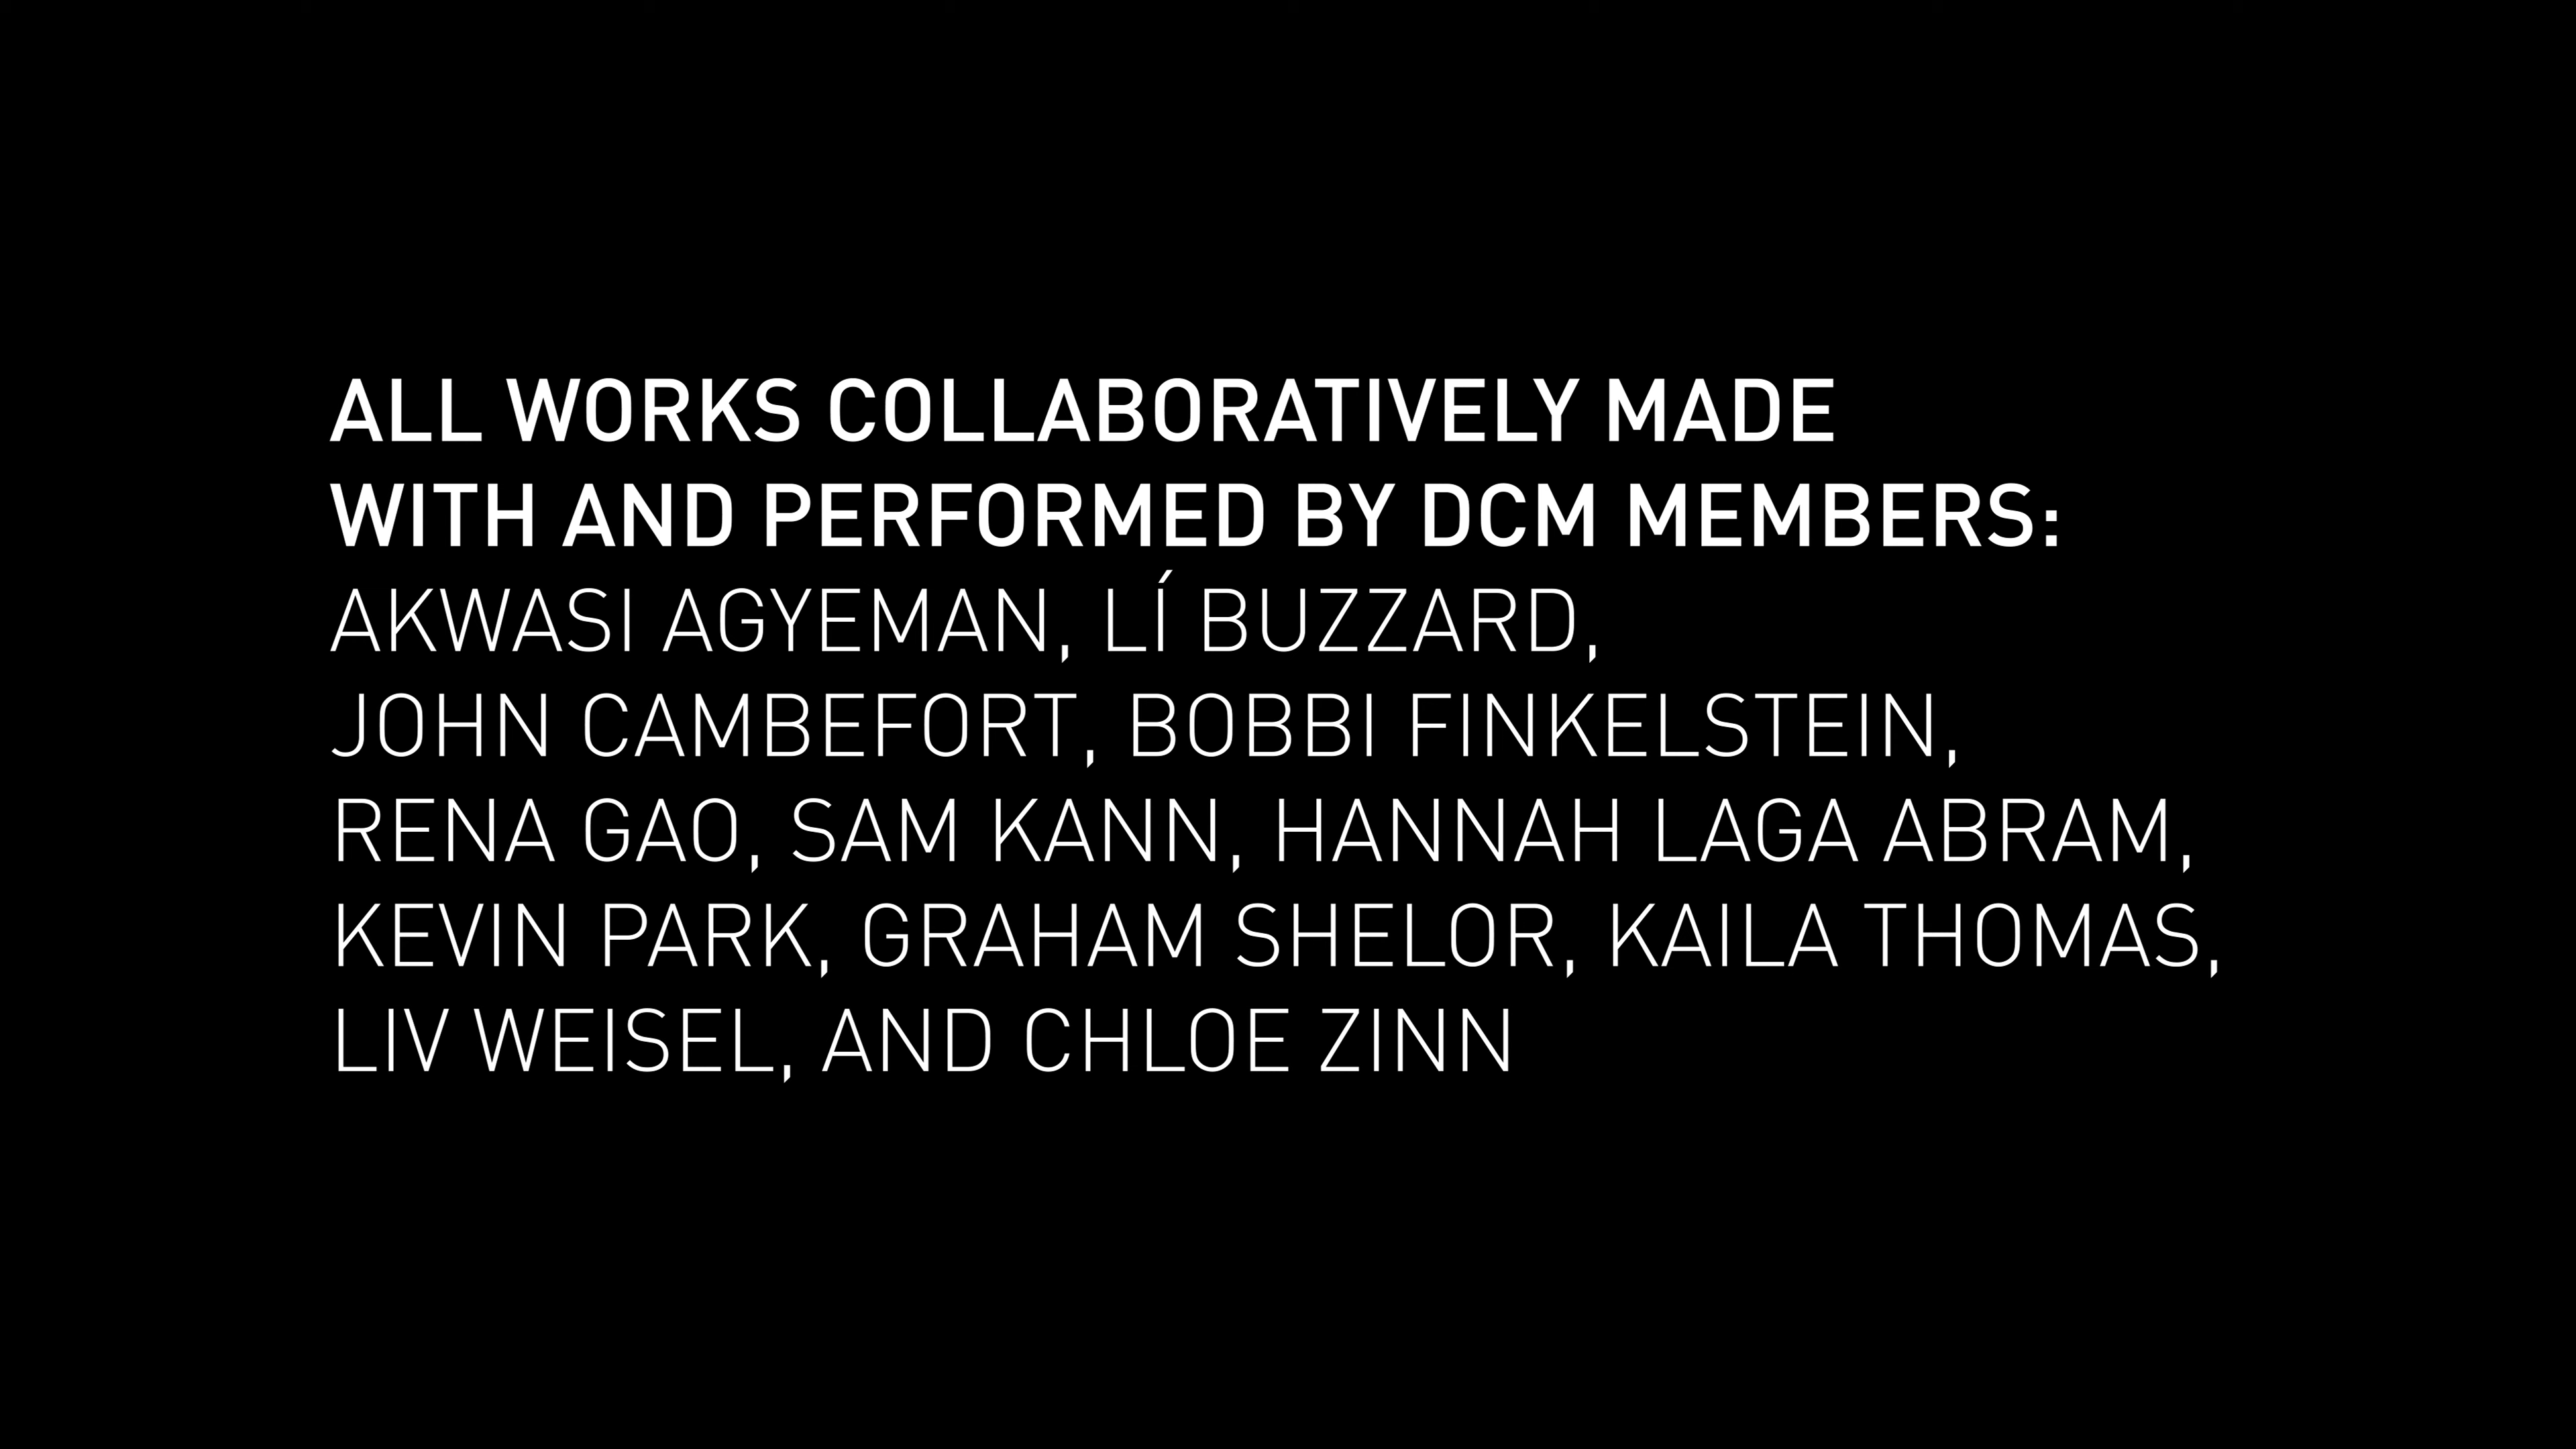 ALL WORKS COLLABORATIVELY MADE
WITH AND PERFORMED BY DCM MEMBERS:
AKWASI AGYEMAN, LÍ BUZZARD,
JOHN CAMBEFORT, BOBBI FINKELSTEIN,
RENA GAO, SAM KANN, HANNAH LAGA ABRAM,
KEVIN PARK, GRAHAM SHELOR, KAILA THOMAS,
LIV WEISEL, AND CHLOE ZINN